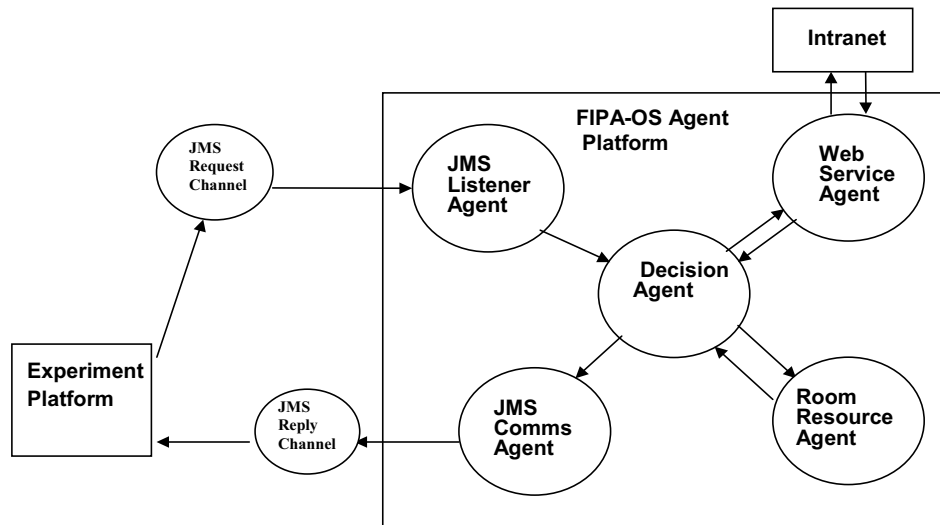 Intranet
FIPA-OS Agent
Platform
JMS
Request
Channel
JMS
Listener
Agent
Web
Service
Agent
Decision
Agent
Experiment
Platform
JMS
Reply
Channel
JMS
Comms
Agent
Room
Resource
Agent